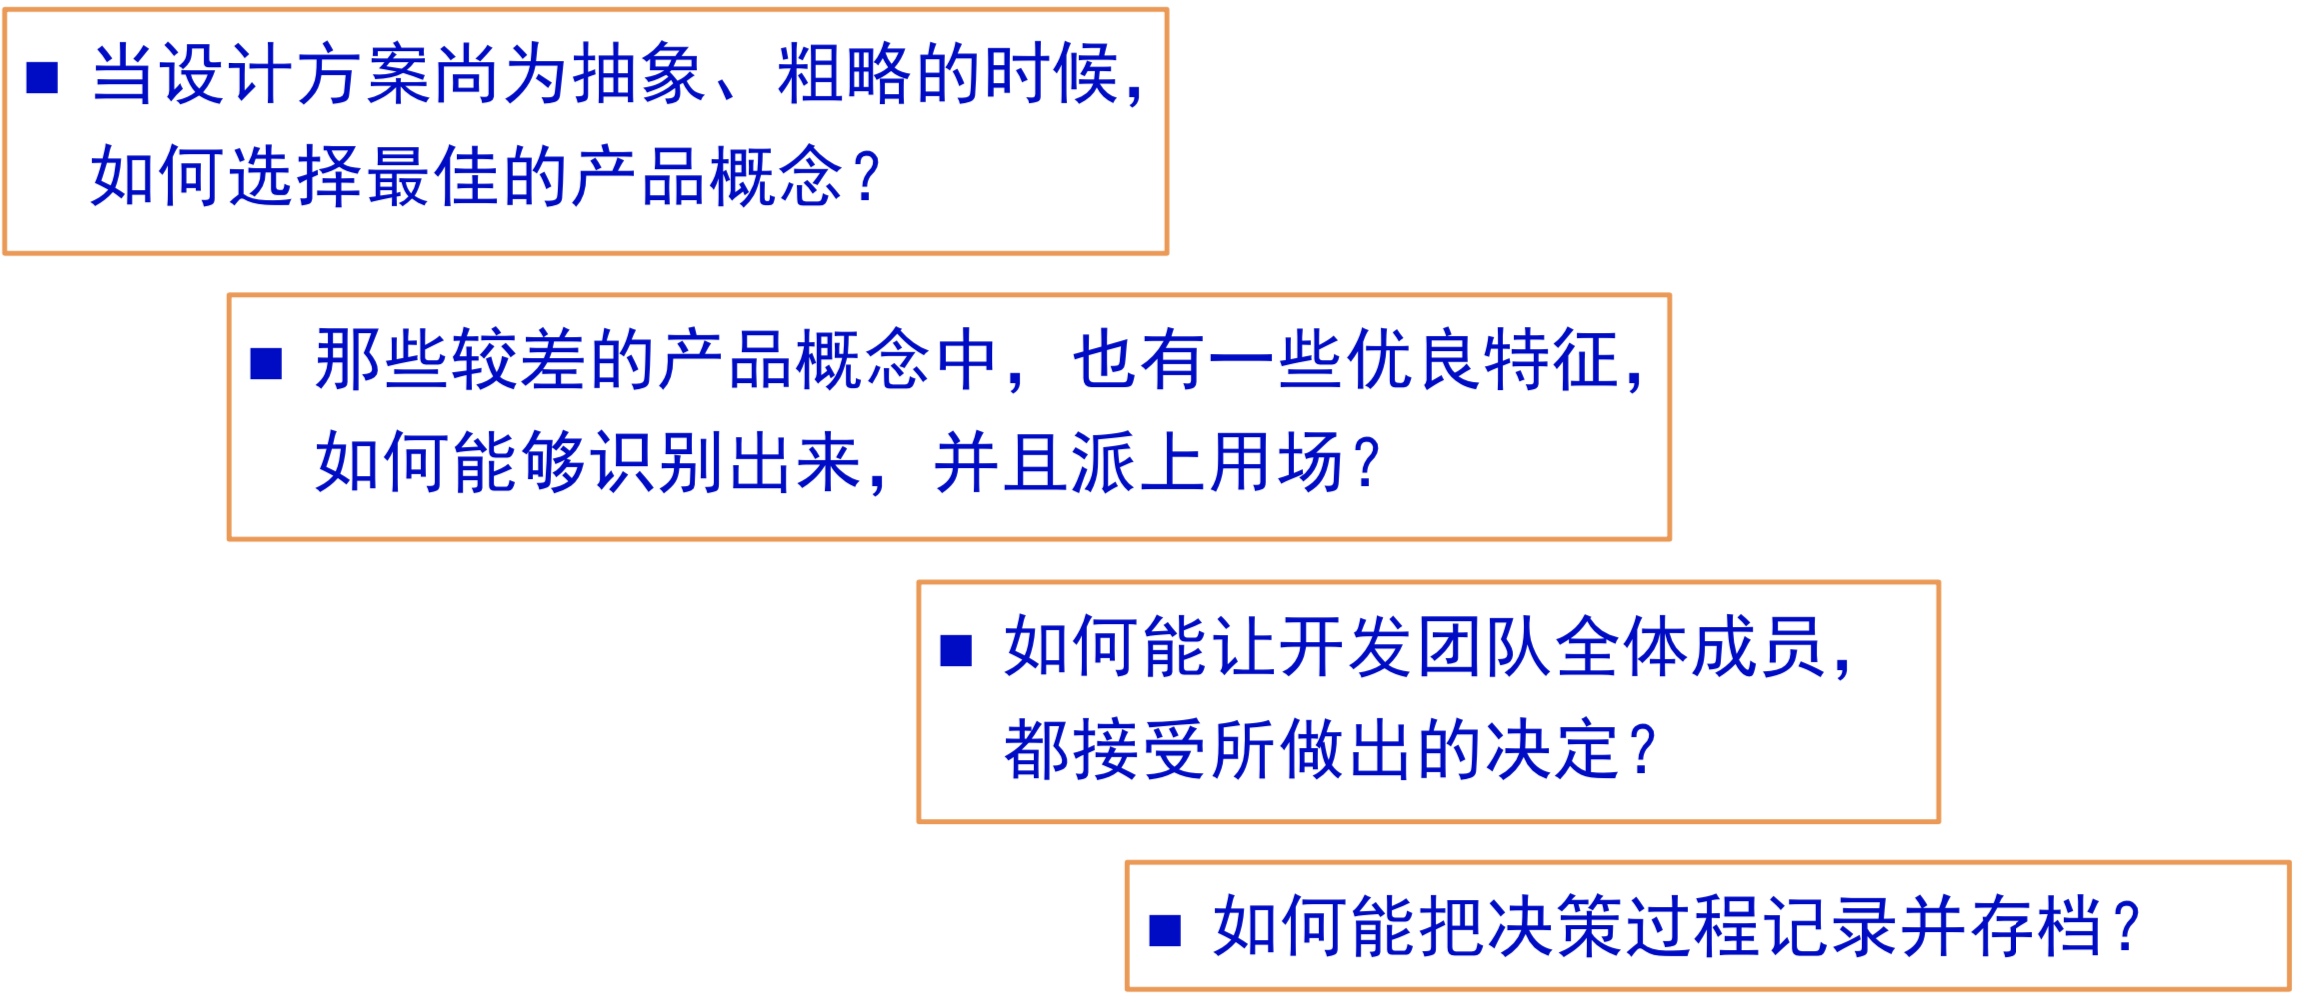 ■ 当设计方案尚为抽象、粗略的时候，
如何选择最佳的产品概念？
■ 那些较差的产品概念中，也有一些优良特征，
如何能够识别出来，并且派上用场？
■ 如何能让开发团队全体成员，
都接受所做出的决定？
■ 如何能把决策过程记录并存档？